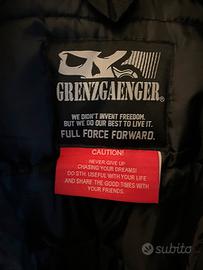 GRENZGAENGER
WE DIDN'T INVENT FREEDOM.
BUT WE DO OUR BEST TO LIVE IT.
FULL FORCE FORWARD.
CAUTION!
NEVER GIVE UP
CHASING YOUR DREAMS!
DO STH. USEFUL WITH YOUR LIFE
AND SHARE THE GOOD TIMES WITH
YOUR FRIENDS.
subito